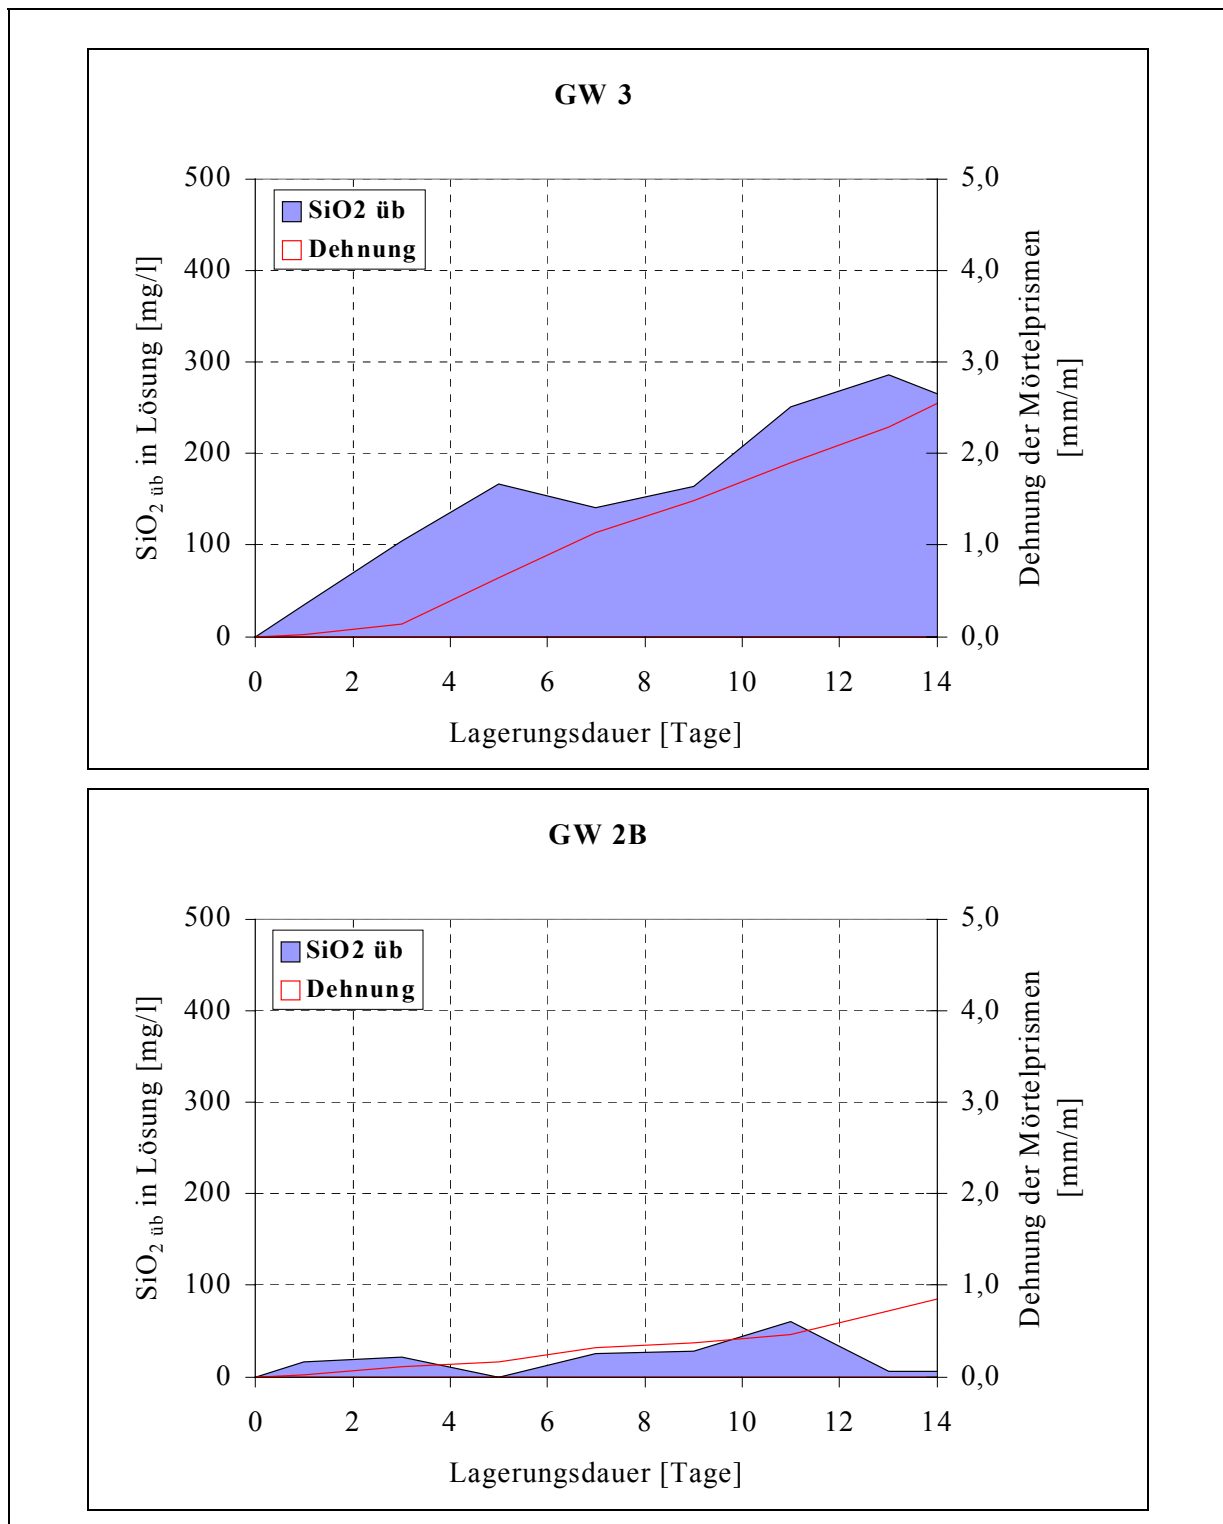 GW 3
500
400
300
200
100
0
SiO2 üb in Lösung [mg/l]
SiO2 üb
Dehnung
5,0
4,0
3,0
2,0
1,0
0,0
Dehnung der Mörtelprismen
[mm/m]
0 2 4 6 8 10 12 14
Lagerungsdauer [Tage]
GW 2B
500
400
300
200
100
0
SiO2 üb in Lösung [mg/l]
SiO2 üb
Dehnung
5,0
4,0
3,0
2,0
1,0
0,0
Dehnung der Mörtelprismen
[mm/m]
0 2 4 6 8 10 12 14
Lagerungsdauer [Tage]